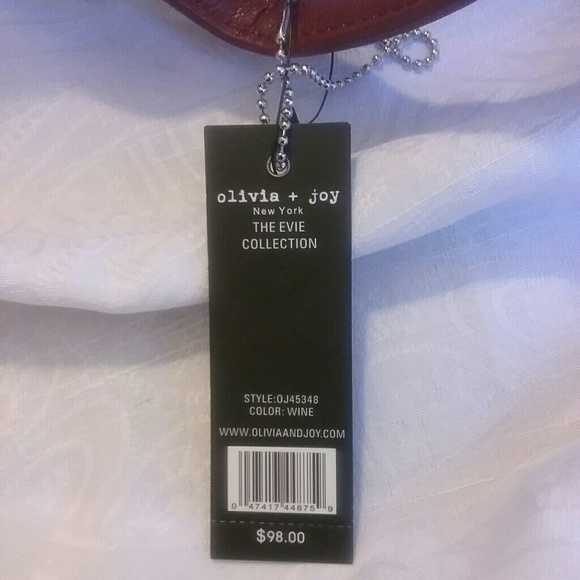 olivia + joy
New York
THE EVIE
COLLECTION
STYLE:OJ45348
COLOR: WINE
WWW.OLIVIAANDJOY.COM
0 47417 44875 9
$98.00